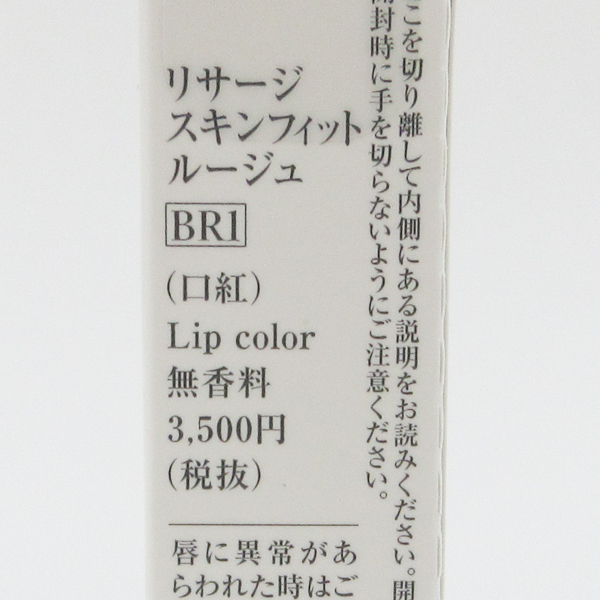 リサージ
スキンフィット
ルージュ
BR1
(口紅)
Lip color
無香料
3,500円
(税抜)
唇に異常があ
らわれた時はご
こを切り離して内側にある説明をお読みください。開
封時に手を切らないようにご注意ください。